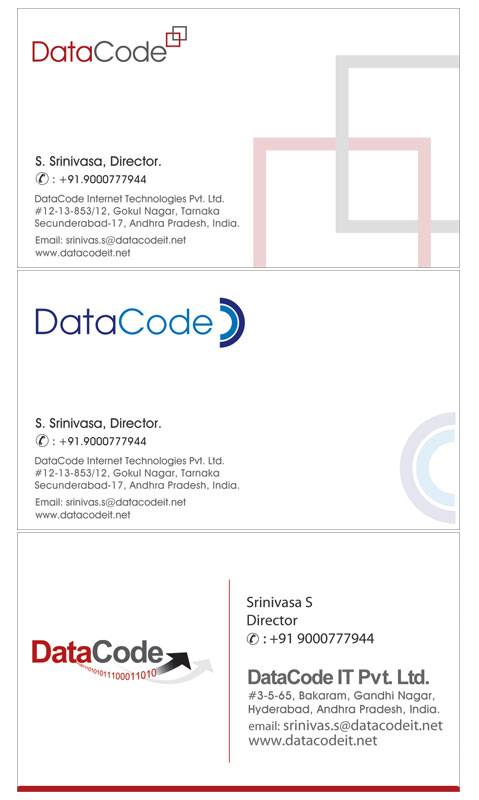 DataCode
S. Srinivasa, Director.
✆ : +91.9000777944
DataCode Internet Technologies Pvt. Ltd.
#12-13-853/12, Gokul Nagar, Tarnaka
Secunderabad-17, Andhra Pradesh, India.
Email: srinivas.s@datacodeit.net
www.datacodeit.net
DataCode
S. Srinivasa, Director.
✆ : +91.9000777944
DataCode Internet Technologies Pvt. Ltd.
#12-13-853/12, Gokul Nagar, Tarnaka
Secunderabad-17, Andhra Pradesh, India.
Email: srinivas.s@datacodeit.net
www.datacodeit.net
DataCode
Srinivasa S
Director
✆ : +91 9000777944
DataCode IT Pvt. Ltd.
#3-5-65, Bakaram, Gandhi Nagar,
Hyderabad, Andhra Pradesh, India.
email: srinivas.s@datacodeit.net
www.datacodeit.net